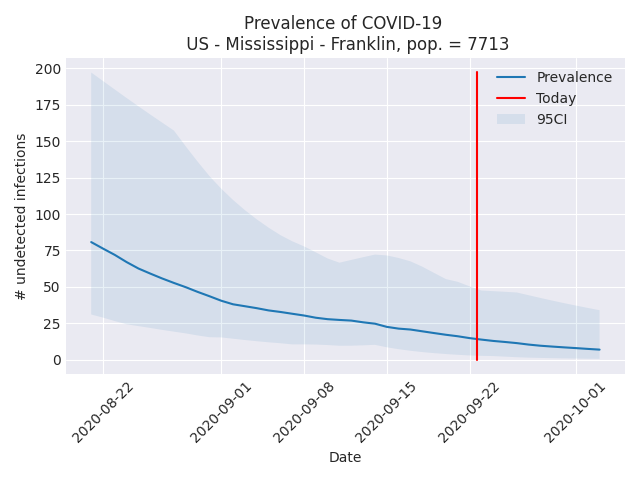 Prevalence of COVID-19
US - Mississippi - Franklin, pop. = 7713
Prevalence
Today
95CI
# undetected infections
200
175
150
125
100
75
50
25
0
2020-08-22
2020-09-01
2020-09-08
2020-09-15
2020-09-22
2020-10-01
Date